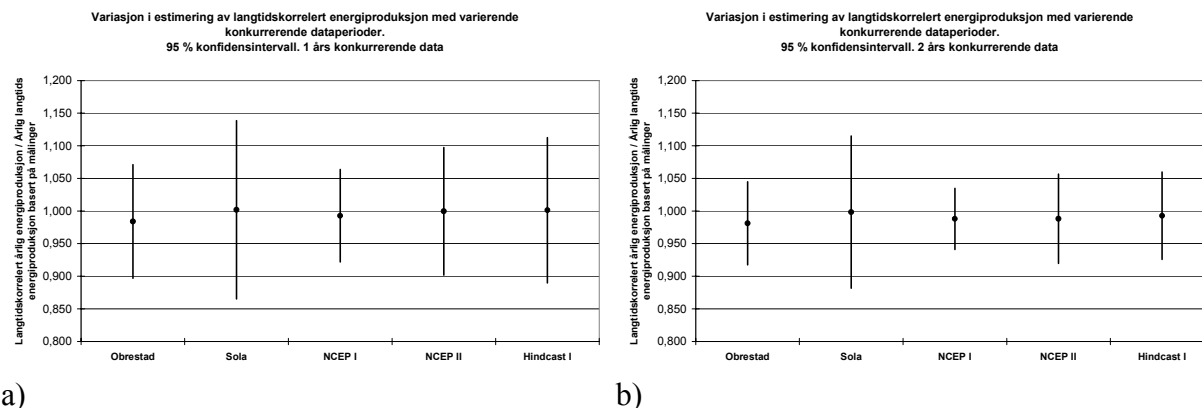 Variasjon i estimering av langtidskorrelert energiproduksjon med varierende
konkurrerende dataperioder.
95 % konfidensintervall. 1 års konkurrerende data
Langtidskorrelert årlig energiproduksjon / Årlig langtids
energiproduksjon basert på målinger
1,200
1,150
1,100
1,050
1,000
0,950
0,900
0,850
0,800
Obrestad Sola NCEP I NCEP II Hindcast I
a)
Variasjon i estimering av langtidskorrelert energiproduksjon med varierende
konkurrerende dataperioder.
95 % konfidensintervall. 2 års konkurrerende data
Langtidskorrelert årlig energiproduksjon / Årlig langtids
energiproduksjon basert på målinger
1,200
1,150
1,100
1,050
1,000
0,950
0,900
0,850
0,800
Obrestad Sola NCEP I NCEP II Hindcast I
b)